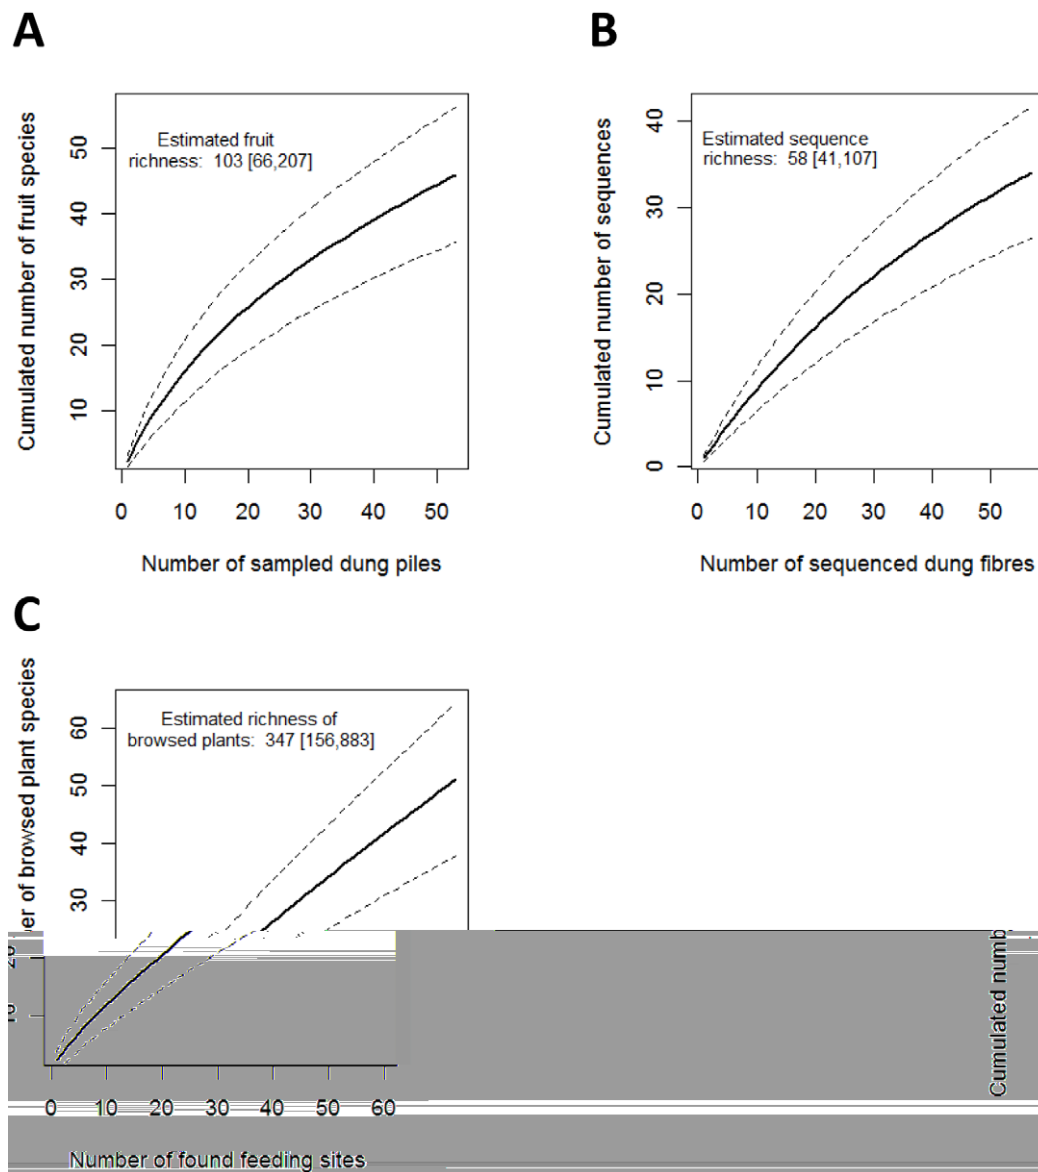 A
B
Estimated fruit
richness: 103 [66,207]
Cumulated number of fruit species
10
20
30
40
50
0 10 20 30 40 50
Number of sampled dung piles
Estimated sequence
richness: 58 [41,107]
Cumulated number of sequences
0
10
20
30
40
0 10 20 30 40 50
Number of sequenced dung fibres
C
Estimated richness of
browsed plants: 347 [156,883]
of browsed plant species
30
40
50
60
20
10
Cumulated numb
0 10 20 30 40 50 60
Number of found feeding sites